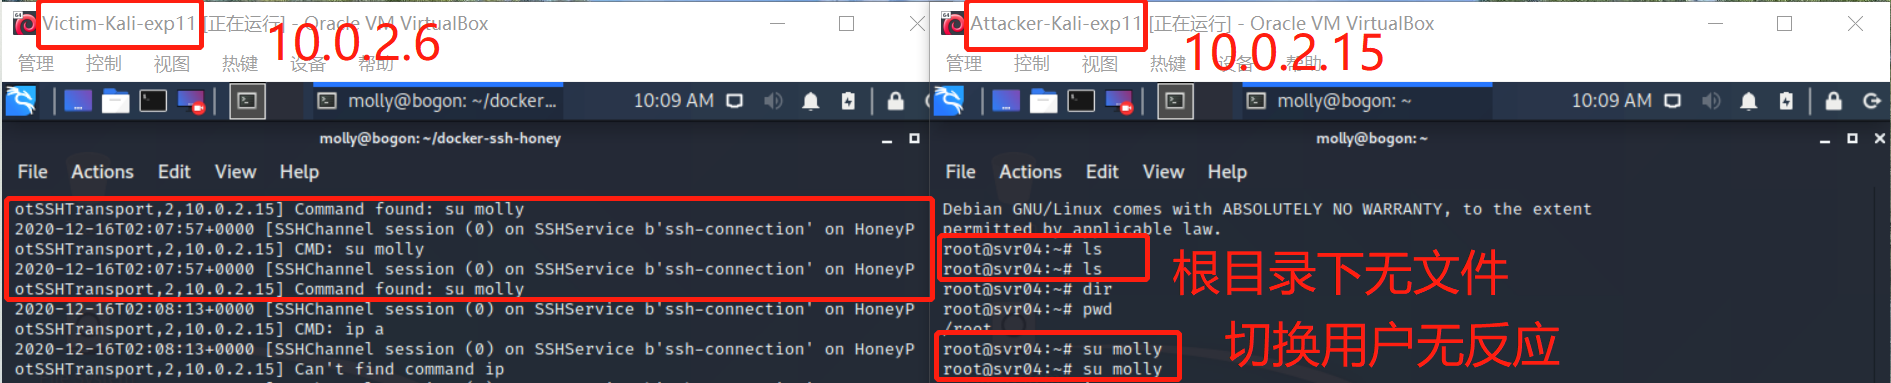 Victim-Kali-exp11 [正在运行] - Oracle VM VirtualBox
10.0.2.6
管理 控制 视图 热键 设备 帮助
molly@bogon: ~/docker... 10:09 AM
molly@bogon: ~/docker-ssh-honey
File Actions Edit View Help
otSSHTransport,2,10.0.2.15] Command found: su molly
2020-12-16T02:07:57+0000 [SSHChannel session (0) on SSHService b'ssh-connection' on HoneyP
otSSHTransport,2,10.0.2.15] CMD: su molly
2020-12-16T02:07:57+0000 [SSHChannel session (0) on SSHService b'ssh-connection' on HoneyP
otSSHTransport,2,10.0.2.15] Command found: su molly
2020-12-16T02:08:13+0000 [SSHChannel session (0) on SSHService b'ssh-connection' on HoneyP
otSSHTransport,2,10.0.2.15] CMD: ip a
2020-12-16T02:08:13+0000 [SSHChannel session (0) on SSHService b'ssh-connection' on HoneyP
otSSHTransport,2,10.0.2.15] Can't find command ip
Attacker-Kali-exp11 [正在运行] - Oracle VM VirtualBox
10.0.2.15
管理 控制 视图 热键 设备 帮助
molly@bogon: ~ 10:09 AM
molly@bogon: ~
File Actions Edit View Help
Debian GNU/Linux comes with ABSOLUTELY NO WARRANTY, to the extent
permitted by applicable law.
root@svr04:~# ls
root@svr04:~# ls
根目录下无文件
root@svr04:~# dir
root@svr04:~# pwd
/root
root@svr04:~# su molly
root@svr04:~# su molly
切换用户无反应